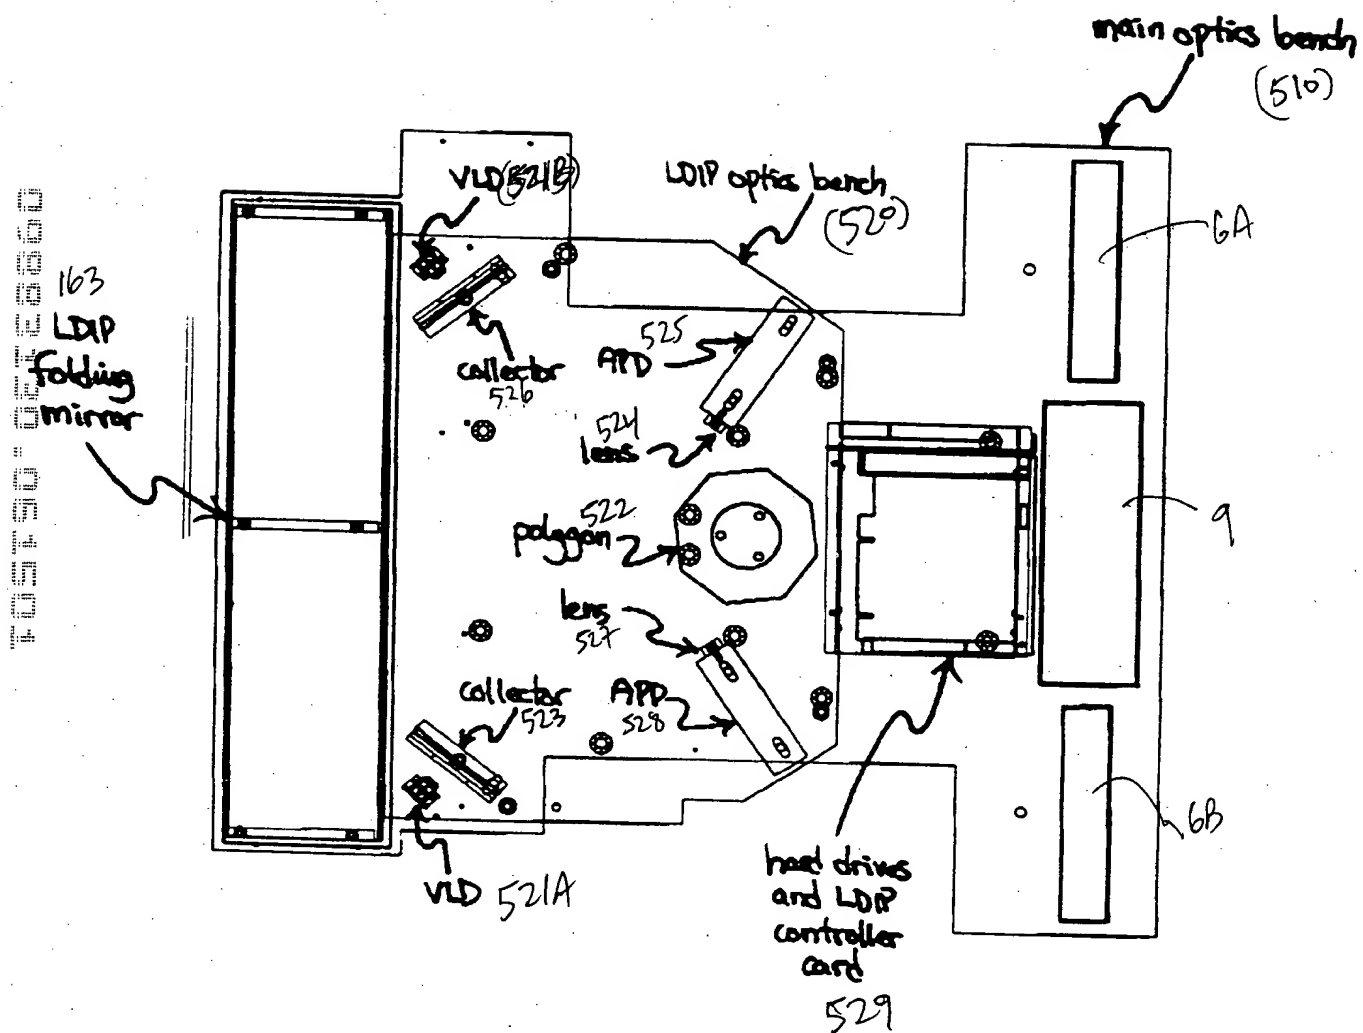 main optics bench
(510)
VLD (521B)
LDIP optics bench
(520)
6A
163
LDIP
folding
mirror
collector
526
525
APD
524
lens
522
polygon
9
lens
527
collector
523
APD
528
6B
VLD 521A
hard drives
and LDIP
controller
card
529